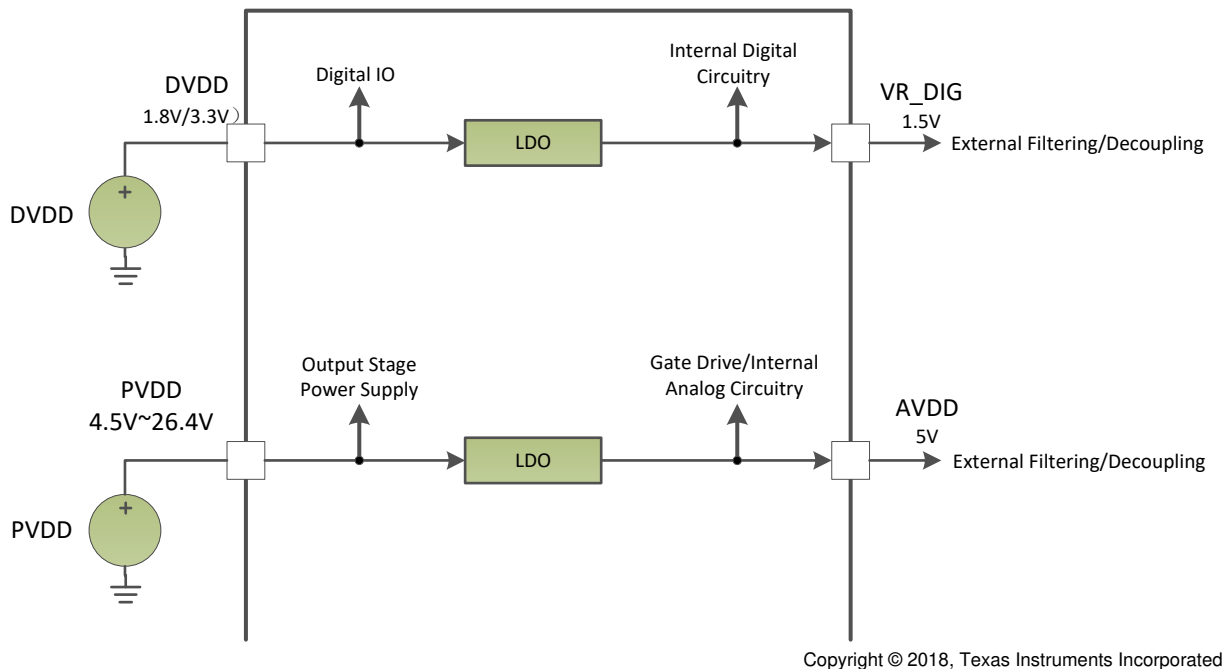 DVDD
1.8V/3.3V）
Digital IO
LDO
Internal Digital
Circuitry
VR_DIG
1.5V
External Filtering/Decoupling
+
DVDD
PVDD
4.5V~26.4V
Output Stage
Power Supply
LDO
Gate Drive/Internal
Analog Circuitry
AVDD
5V
External Filtering/Decoupling
+
PVDD
Copyright © 2018, Texas Instruments Incorporated